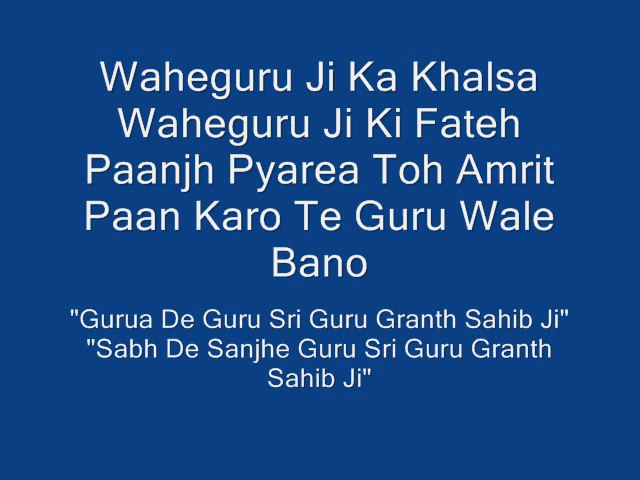 Waheguru Ji Ka Khalsa
Waheguru Ji Ki Fateh
Paanjh Pyarea Toh Amrit
Paan Karo Te Guru Wale
Bano
"Gurua De Guru Sri Guru Granth Sahib Ji"
"Sabh De Sanjhe Guru Sri Guru Granth
Sahib Ji"